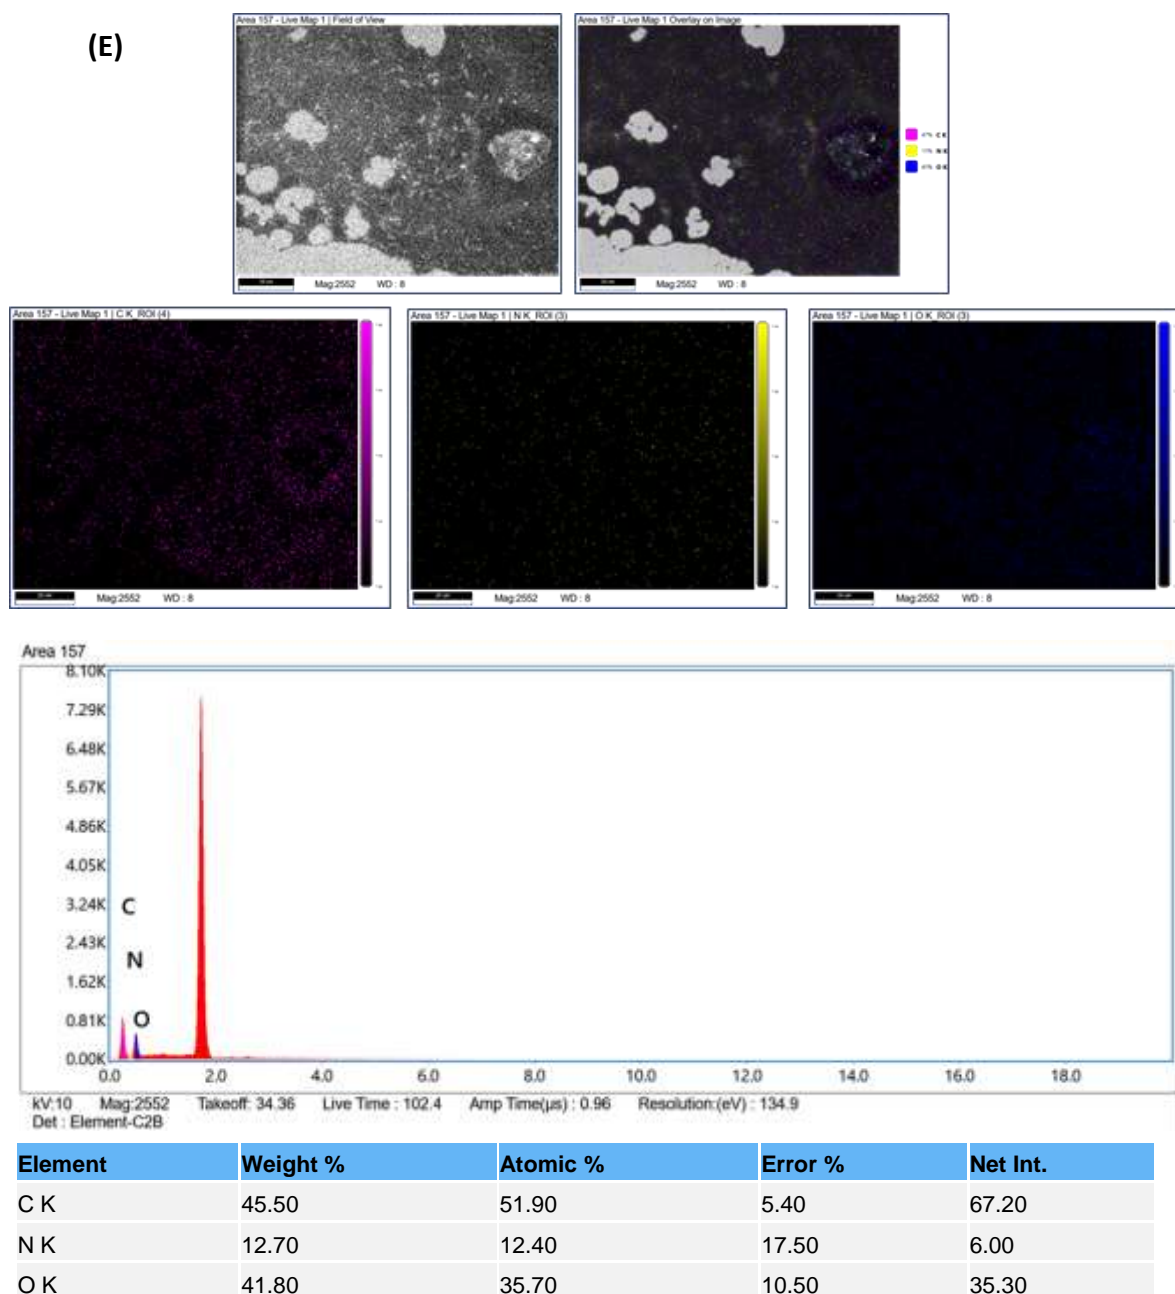 (E)
Area 157 - Live Map 1 | Field of View
Mag:2552 WD : 8
Area 157 - Live Map 1 Overlay on Image
C K
N K
O K
Mag:2552 WD : 8
Area 157 - Live Map 1 | C K_ROI (4)
Mag:2552 WD : 8
Area 157 - Live Map 1 | N K_ROI (3)
Mag:2552 WD : 8
Area 157 - Live Map 1 | O K_ROI (3)
Mag:2552 WD : 8
Area 157
8.10K
7.29K
6.48K
5.67K
4.86K
4.05K
3.24K
2.43K
1.62K
0.81K
0.00K
C
N
O
0.0 2.0 4.0 6.0 8.0 10.0 12.0 14.0 16.0 18.0
kV:10 Mag:2552 Takeoff: 34.36 Live Time : 102.4 Amp Time(µs) : 0.96 Resolution:(eV) : 134.9
Det : Element-C2B
Element Weight % Atomic % Error % Net Int.
C K 45.50 51.90 5.40 67.20
N K 12.70 12.40 17.50 6.00
O K 41.80 35.70 10.50 35.30